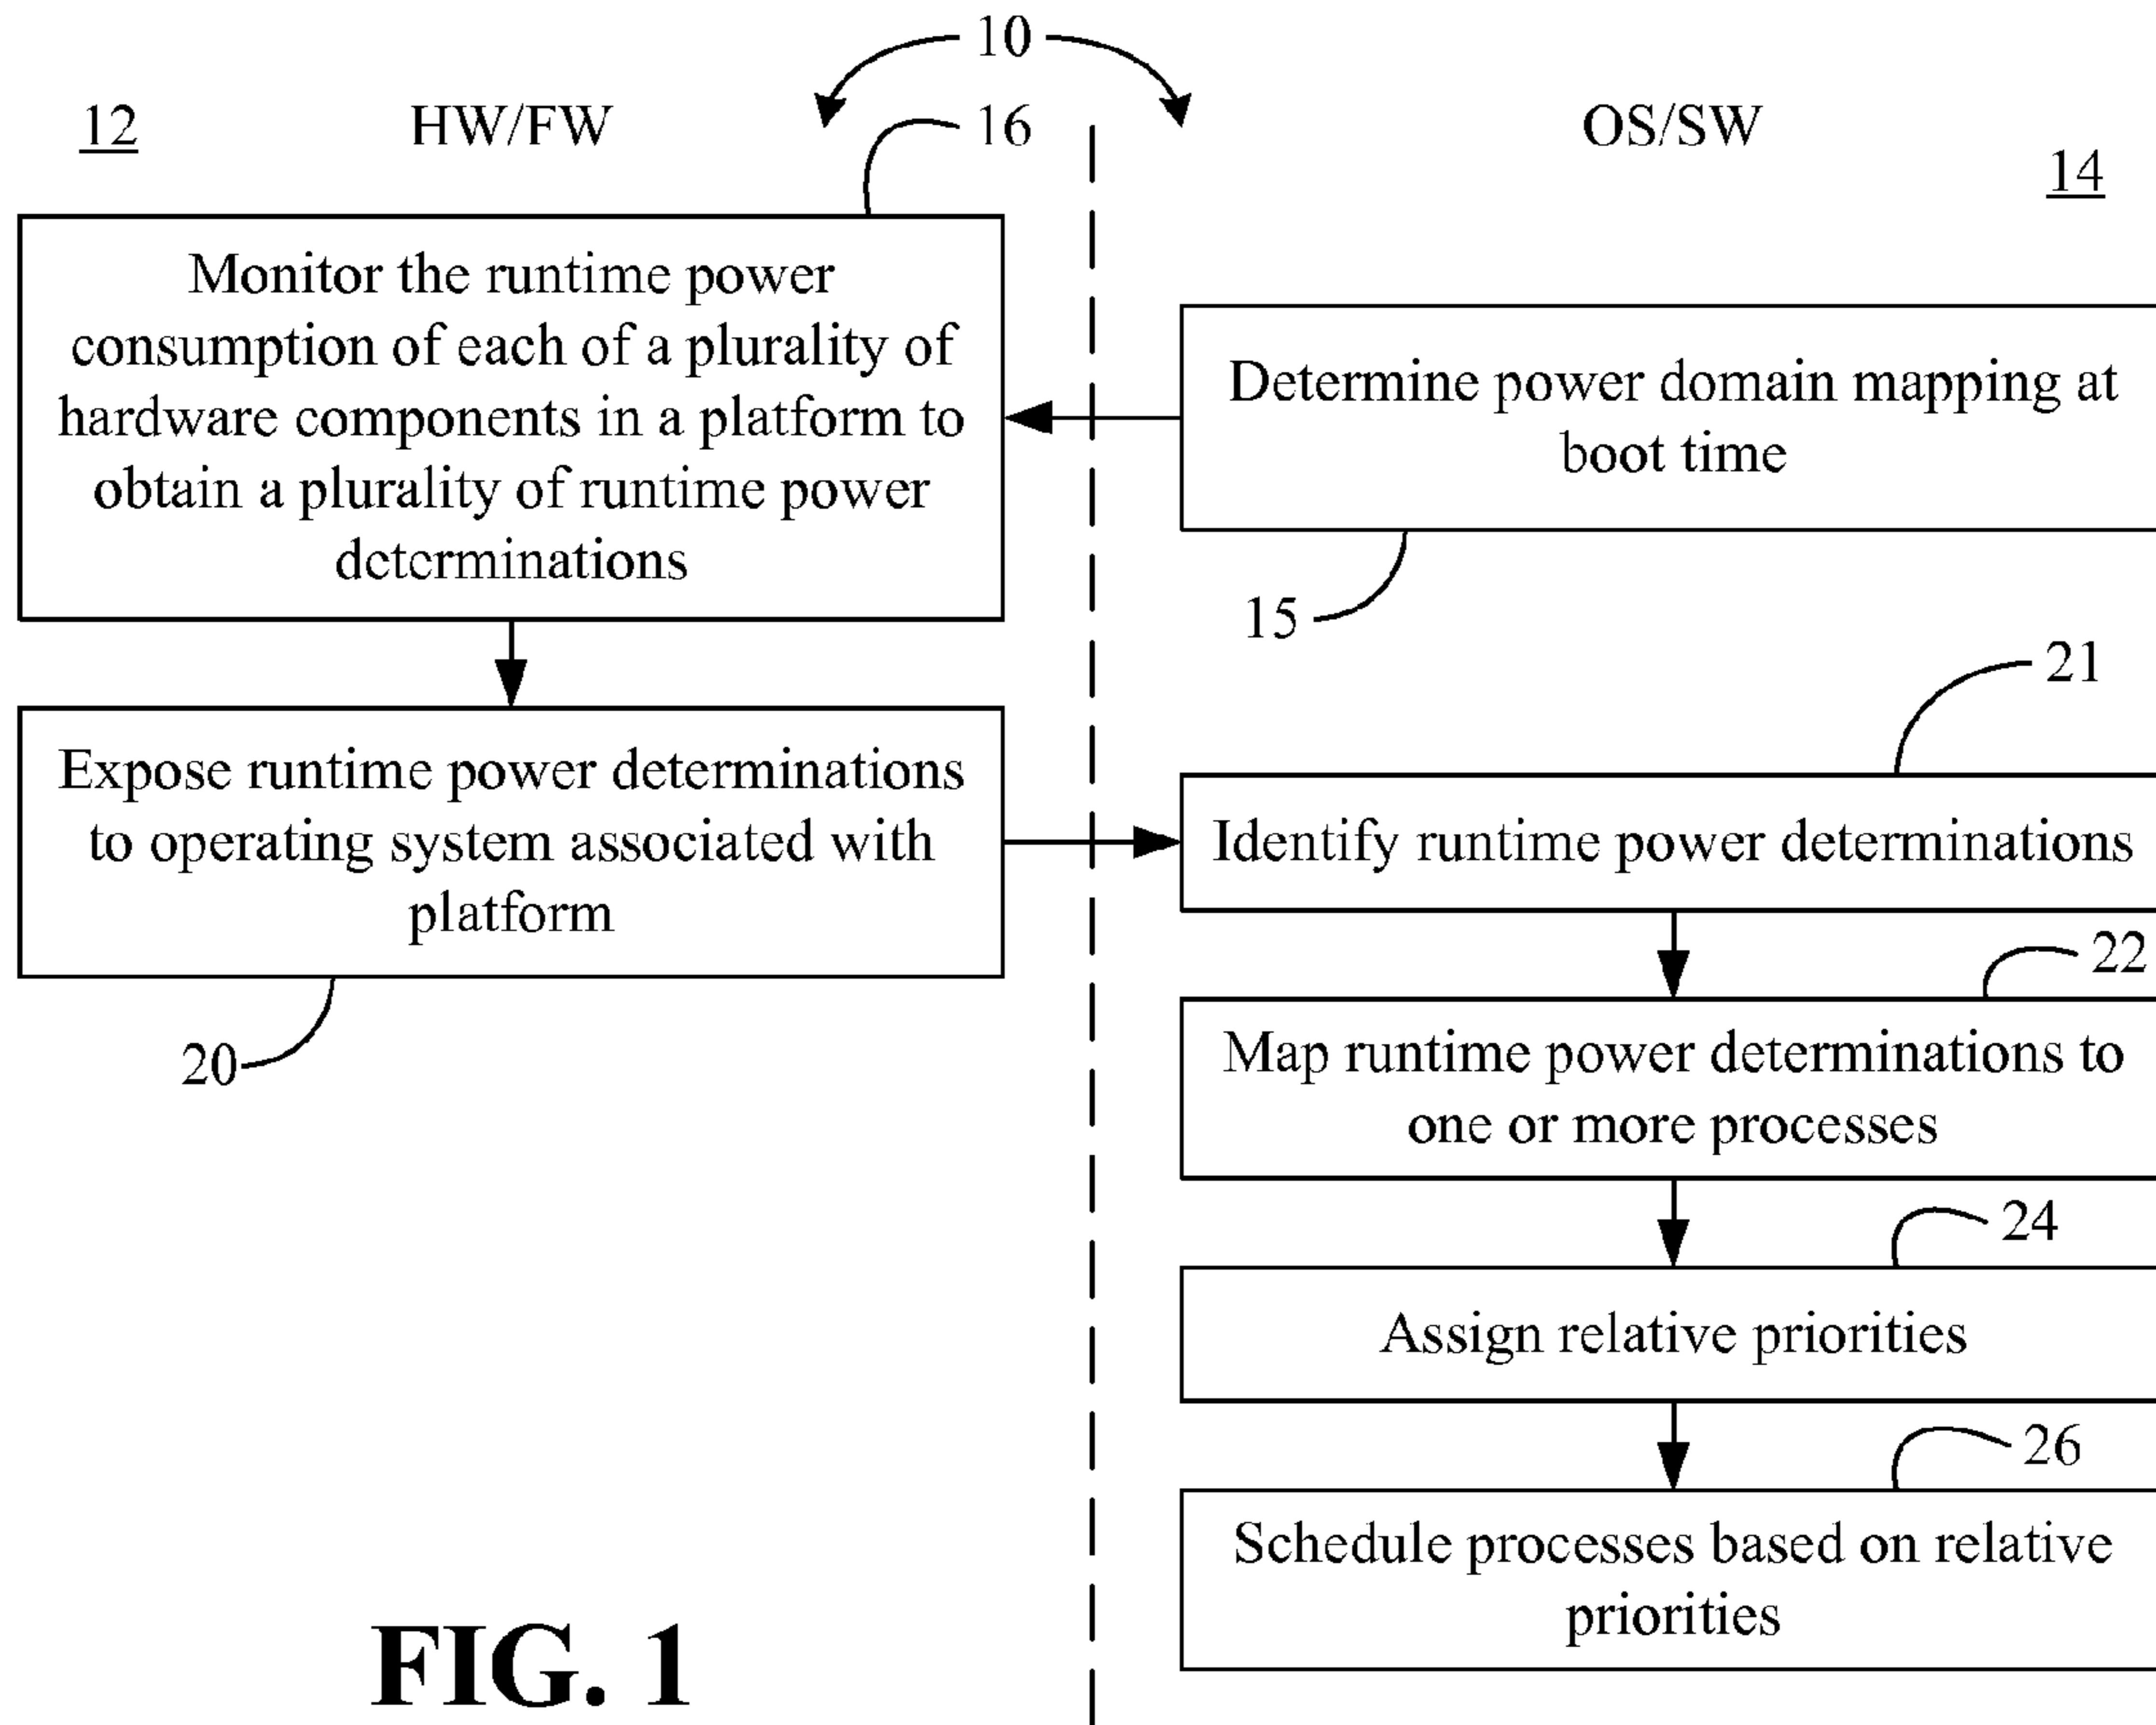 10
12
HW/FW
16
OS/SW
14
Monitor the runtime power
consumption of each of a plurality of
hardware components in a platform to
obtain a plurality of runtime power
determinations
Determine power domain mapping at
boot time
15
21
Expose runtime power determinations
to operating system associated with
platform
Identify runtime power determinations
20
22
Map runtime power determinations to
one or more processes
24
Assign relative priorities
26
Schedule processes based on relative
priorities
FIG. 1